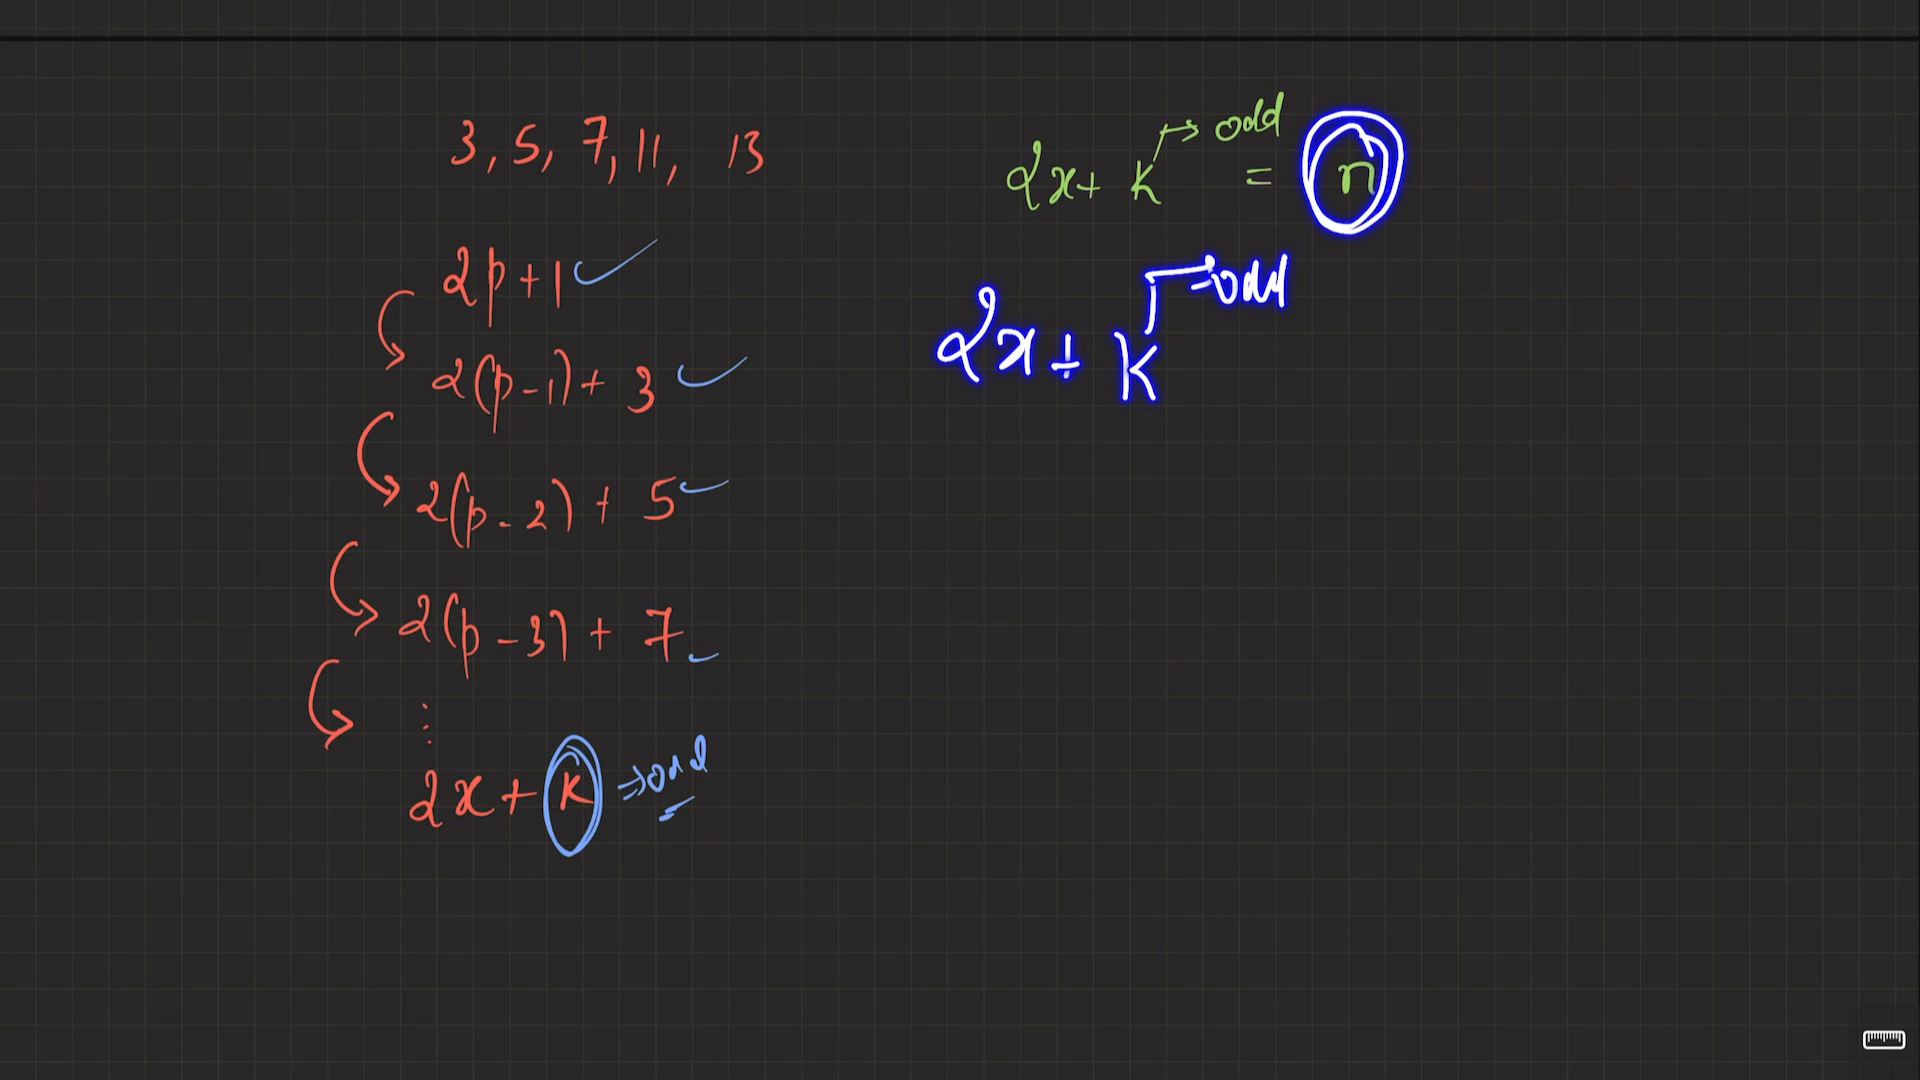 3, 5, 7, 11, 13
2p+1
2(p-1)+ 3
2(p-2) + 5
2(p-3) + 7
⋮
2x+ k ⇒odd
2x+ k → odd = n
2x+ k ⇒odd